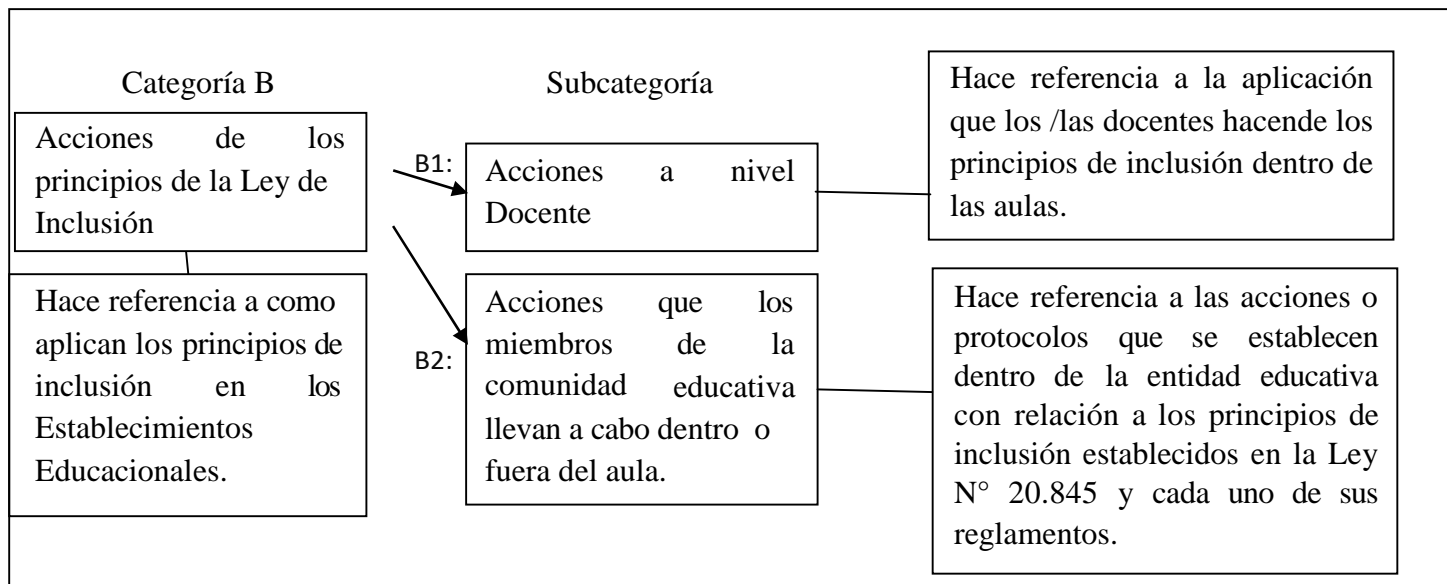 Categoría B
Acciones de los
principios de la Ley de
Inclusión
Hace referencia a como
aplican los principios de
inclusión en los
Establecimientos
Educacionales.
Subcategoría
B1:
Acciones a nivel
Docente
B2:
Acciones que los
miembros de la
comunidad educativa
llevan a cabo dentro o
fuera del aula.
Hace referencia a la aplicación
que los /las docentes hacende los
principios de inclusión dentro de
las aulas.
Hace referencia a las acciones o
protocolos que se establecen
dentro de la entidad educativa
con relación a los principios de
inclusión establecidos en la Ley
N° 20.845 y cada uno de sus
reglamentos.